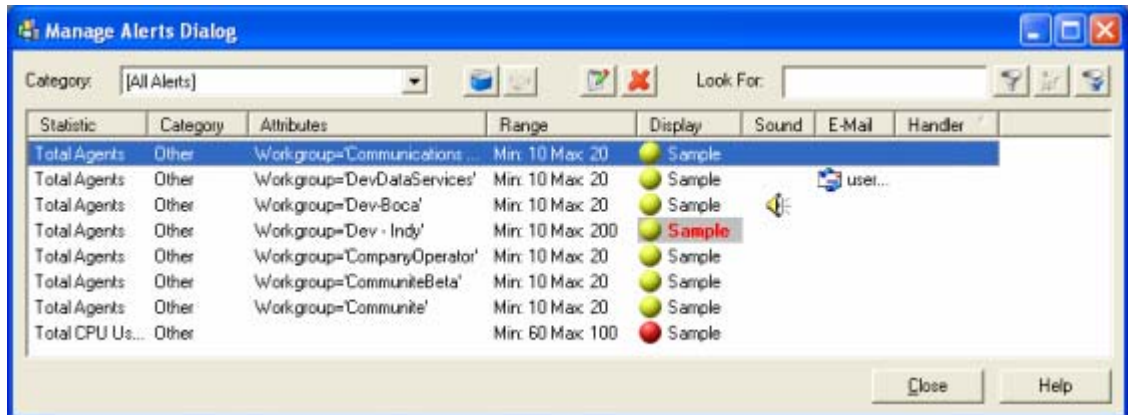 Manage Alerts Dialog
Category: [All Alerts] Look For:
Statistic Category Attributes Range Display Sound E-Mail Handler
Total Agents Other Workgroup='Communications ... Min: 10 Max: 20 Sample
Total Agents Other Workgroup='DevDataServices' Min: 10 Max: 20 Sample user...
Total Agents Other Workgroup='Dev-Boca' Min: 10 Max: 20 Sample
Total Agents Other Workgroup='Dev - Indy' Min: 10 Max: 200 Sample
Total Agents Other Workgroup='CompanyOperator' Min: 10 Max: 20 Sample
Total Agents Other Workgroup='CommuniteBeta' Min: 10 Max: 20 Sample
Total Agents Other Workgroup='Communite' Min: 10 Max: 20 Sample
Total CPU Us... Other Min: 60 Max: 100 Sample
Close Help